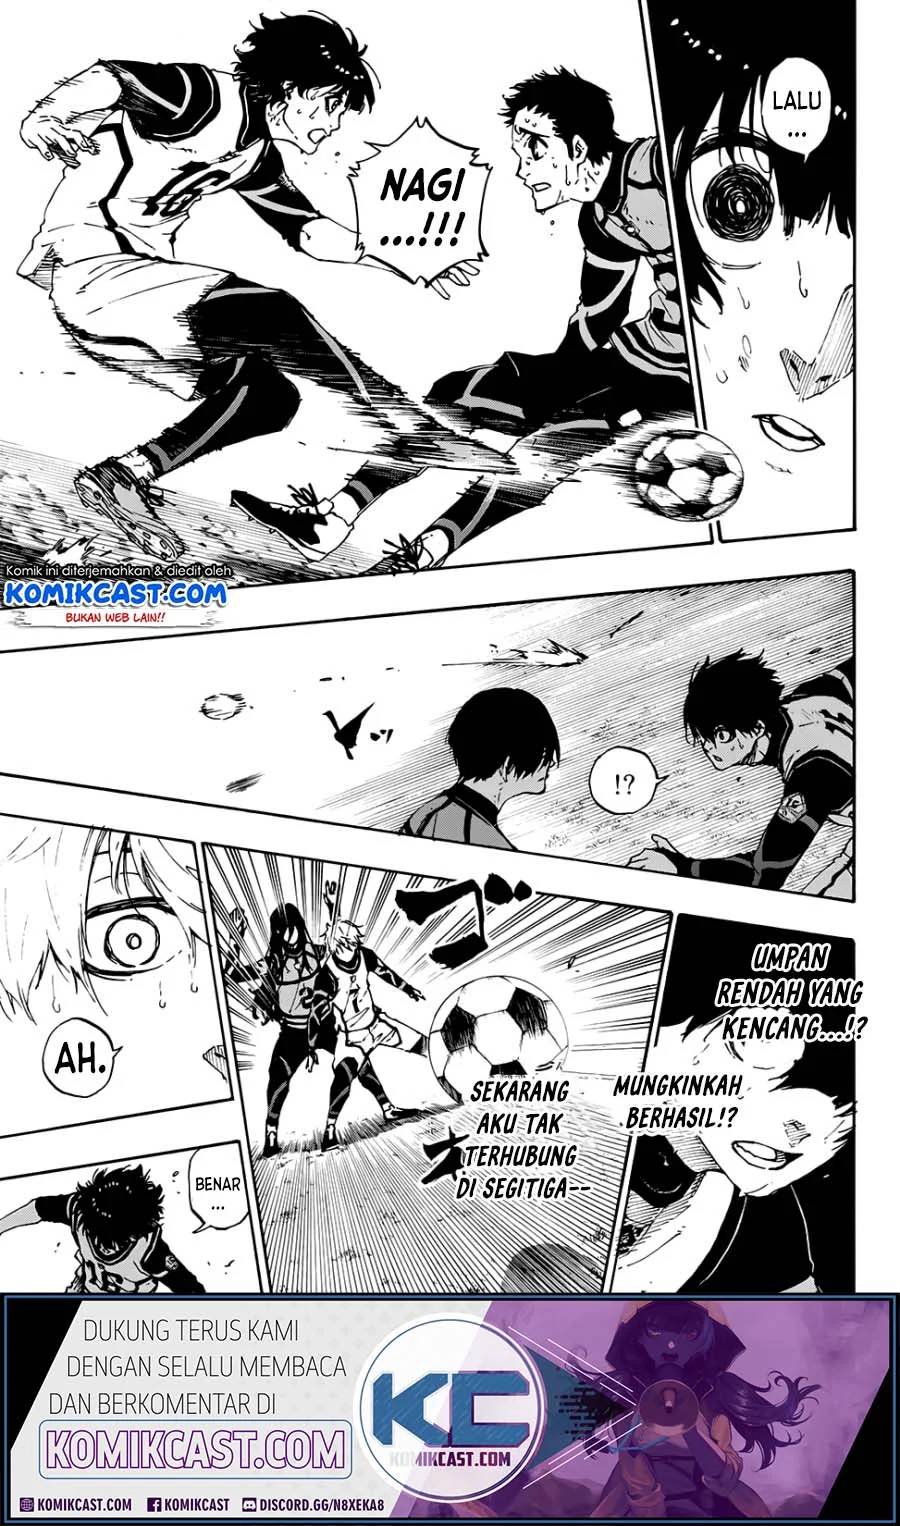 LALU
...
NAGI
...!!!
Komik ini diterjemahkan & diedit oleh
KOMIKCAST.COM
BUKAN WEB LAIN!!
!?
UMPAN
RENDAH YANG
KENCANG...!?
MUNGKINKAH
BERHASIL!?
ゴ
SEKARANG
AKU TAK
TERHUBUNG
DI SEGITIGA--
AH.
BENAR
...
DUKUNG TERUS KAMI
DENGAN SELALU MEMBACA
DAN BERKOMENTAR DI
KOMIKCAST.COM
KC
KOMIKCAST.COM
KOMIKCAST.COM
KOMIKCAST
DISCORD.GG/N8XEKA8